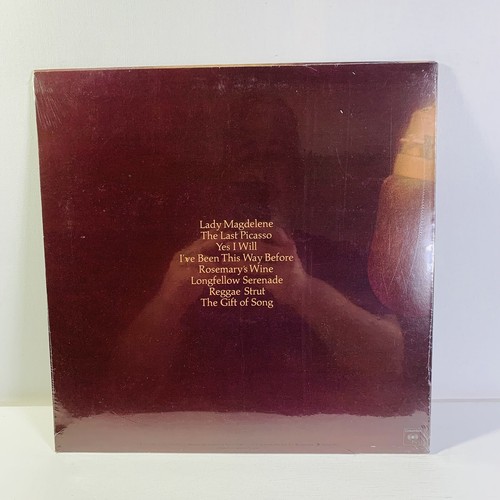 Lady Magdelene
The Last Picasso
Yes I Will
I've Been This Way Before
Rosemary's Wine
Longfellow Serenade
Reggae Strut
The Gift of Song